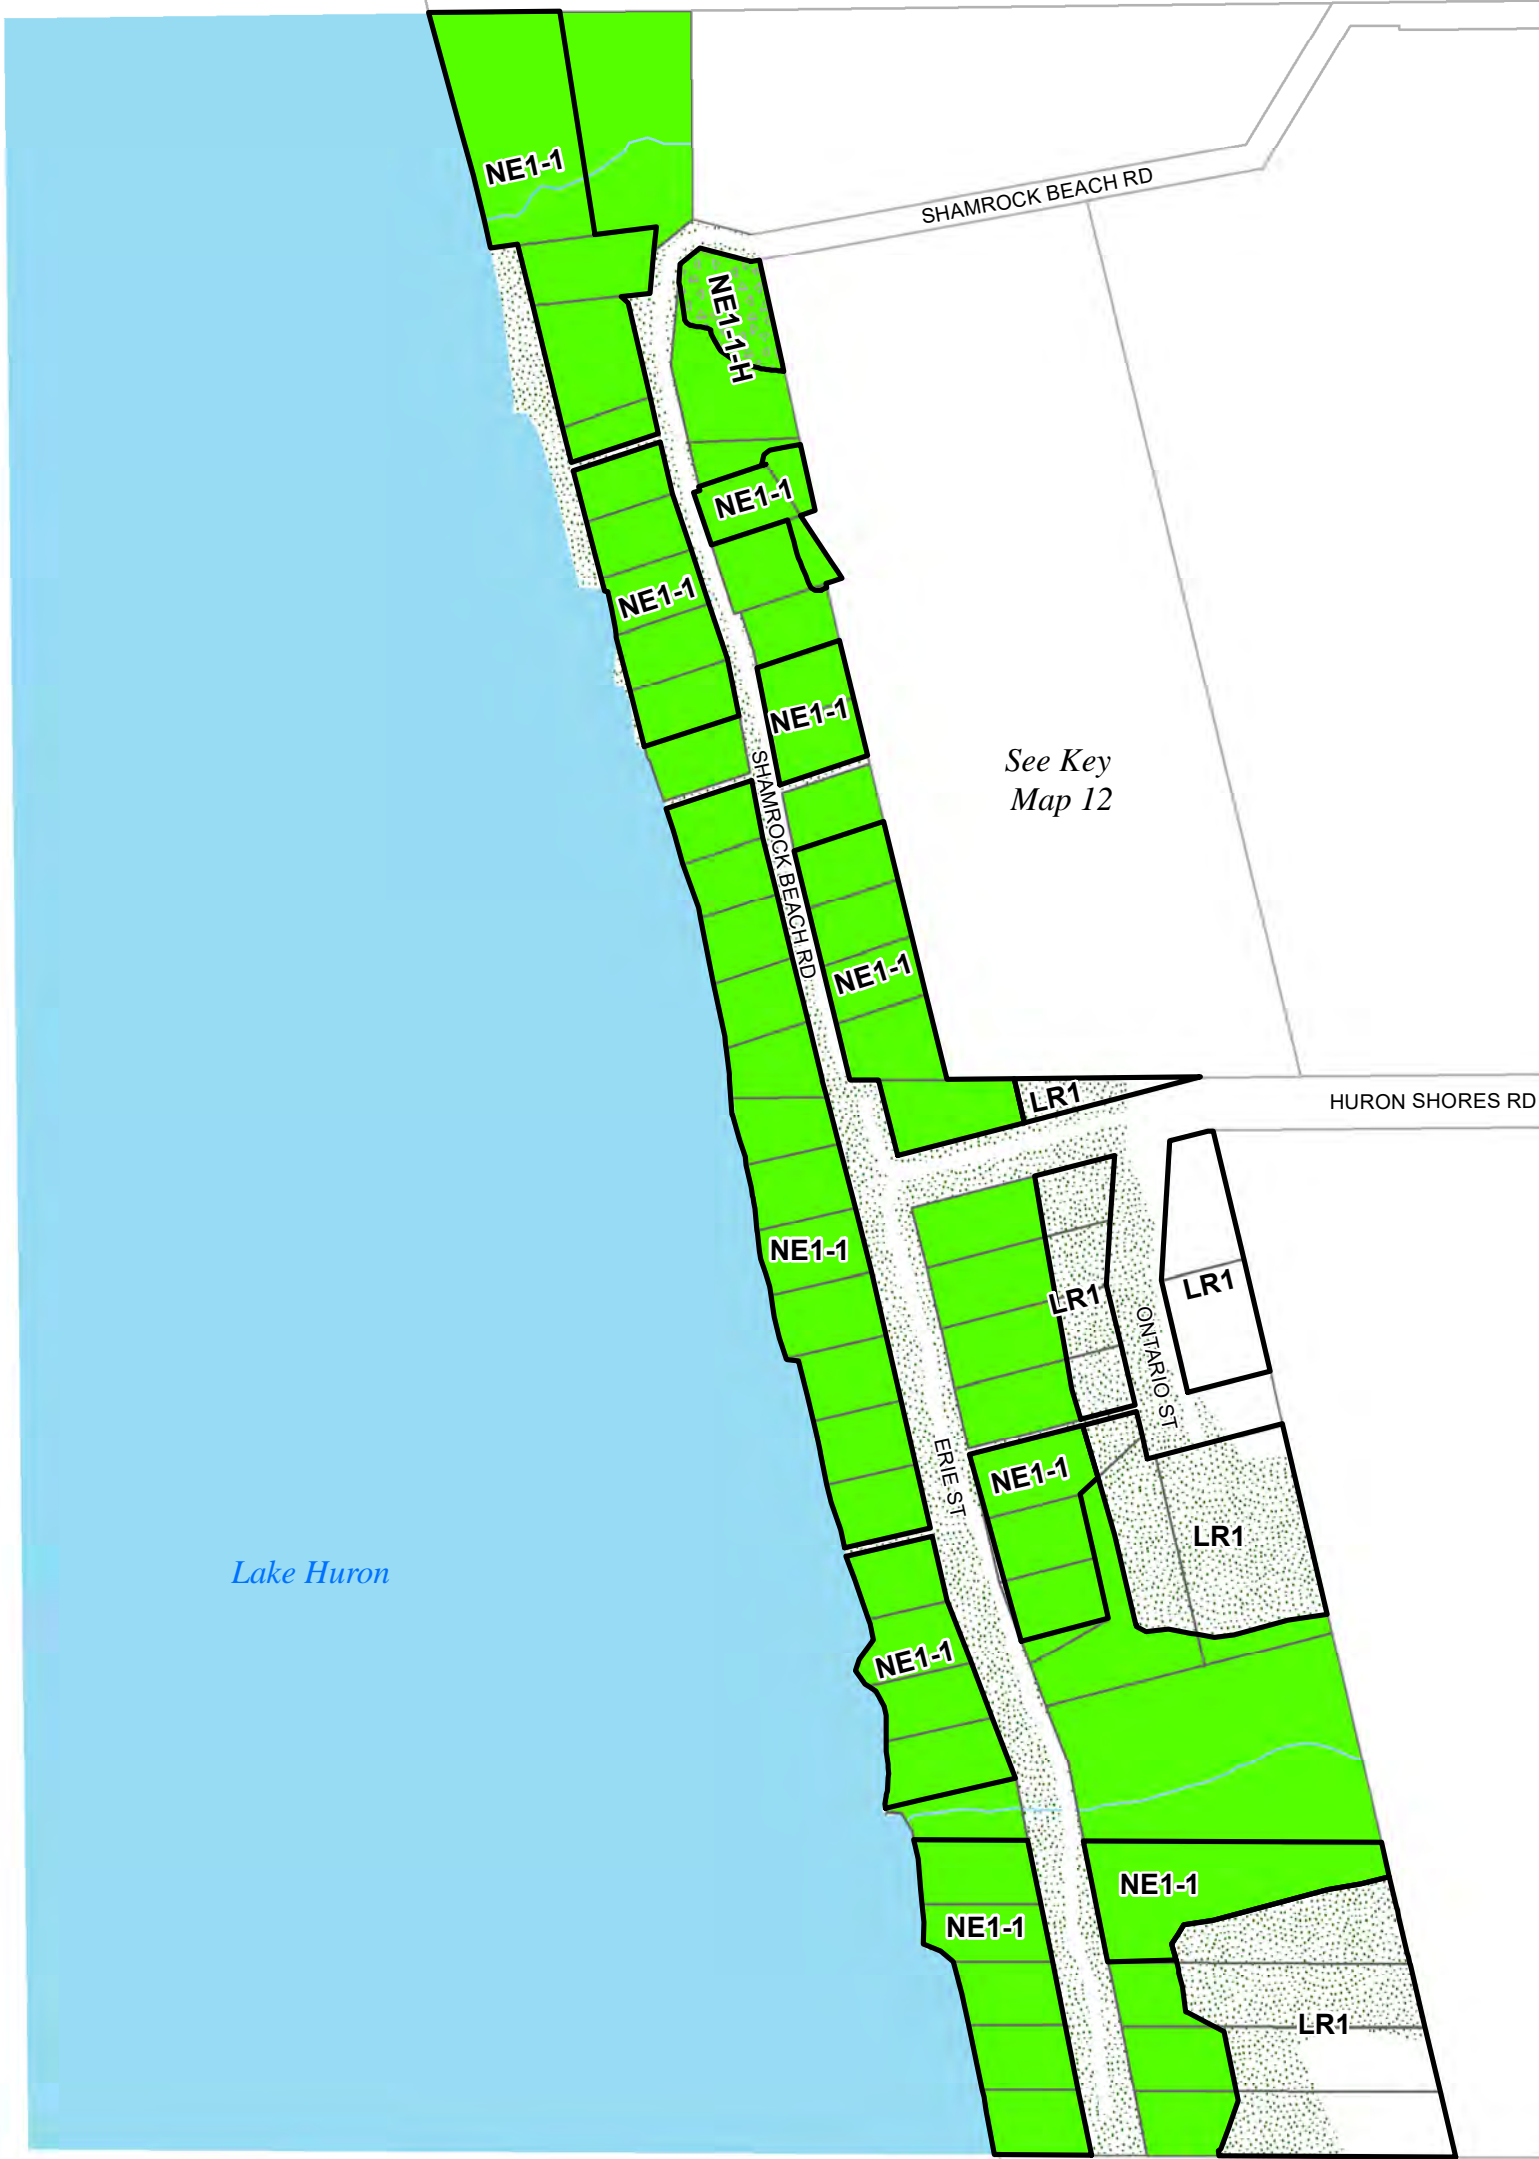 NE1-1
SHAMROCK BEACH RD
NE1-1-H
NE1-1
NE1-1
NE1-1
See Key
Map 12
SHAMROCK BEACH RD
NE1-1
LR1
HURON SHORES RD
NE1-1
LR1
LR1
ONTARIO ST
ERIE ST
NE1-1
LR1
Lake Huron
NE1-1
NE1-1
NE1-1
LR1